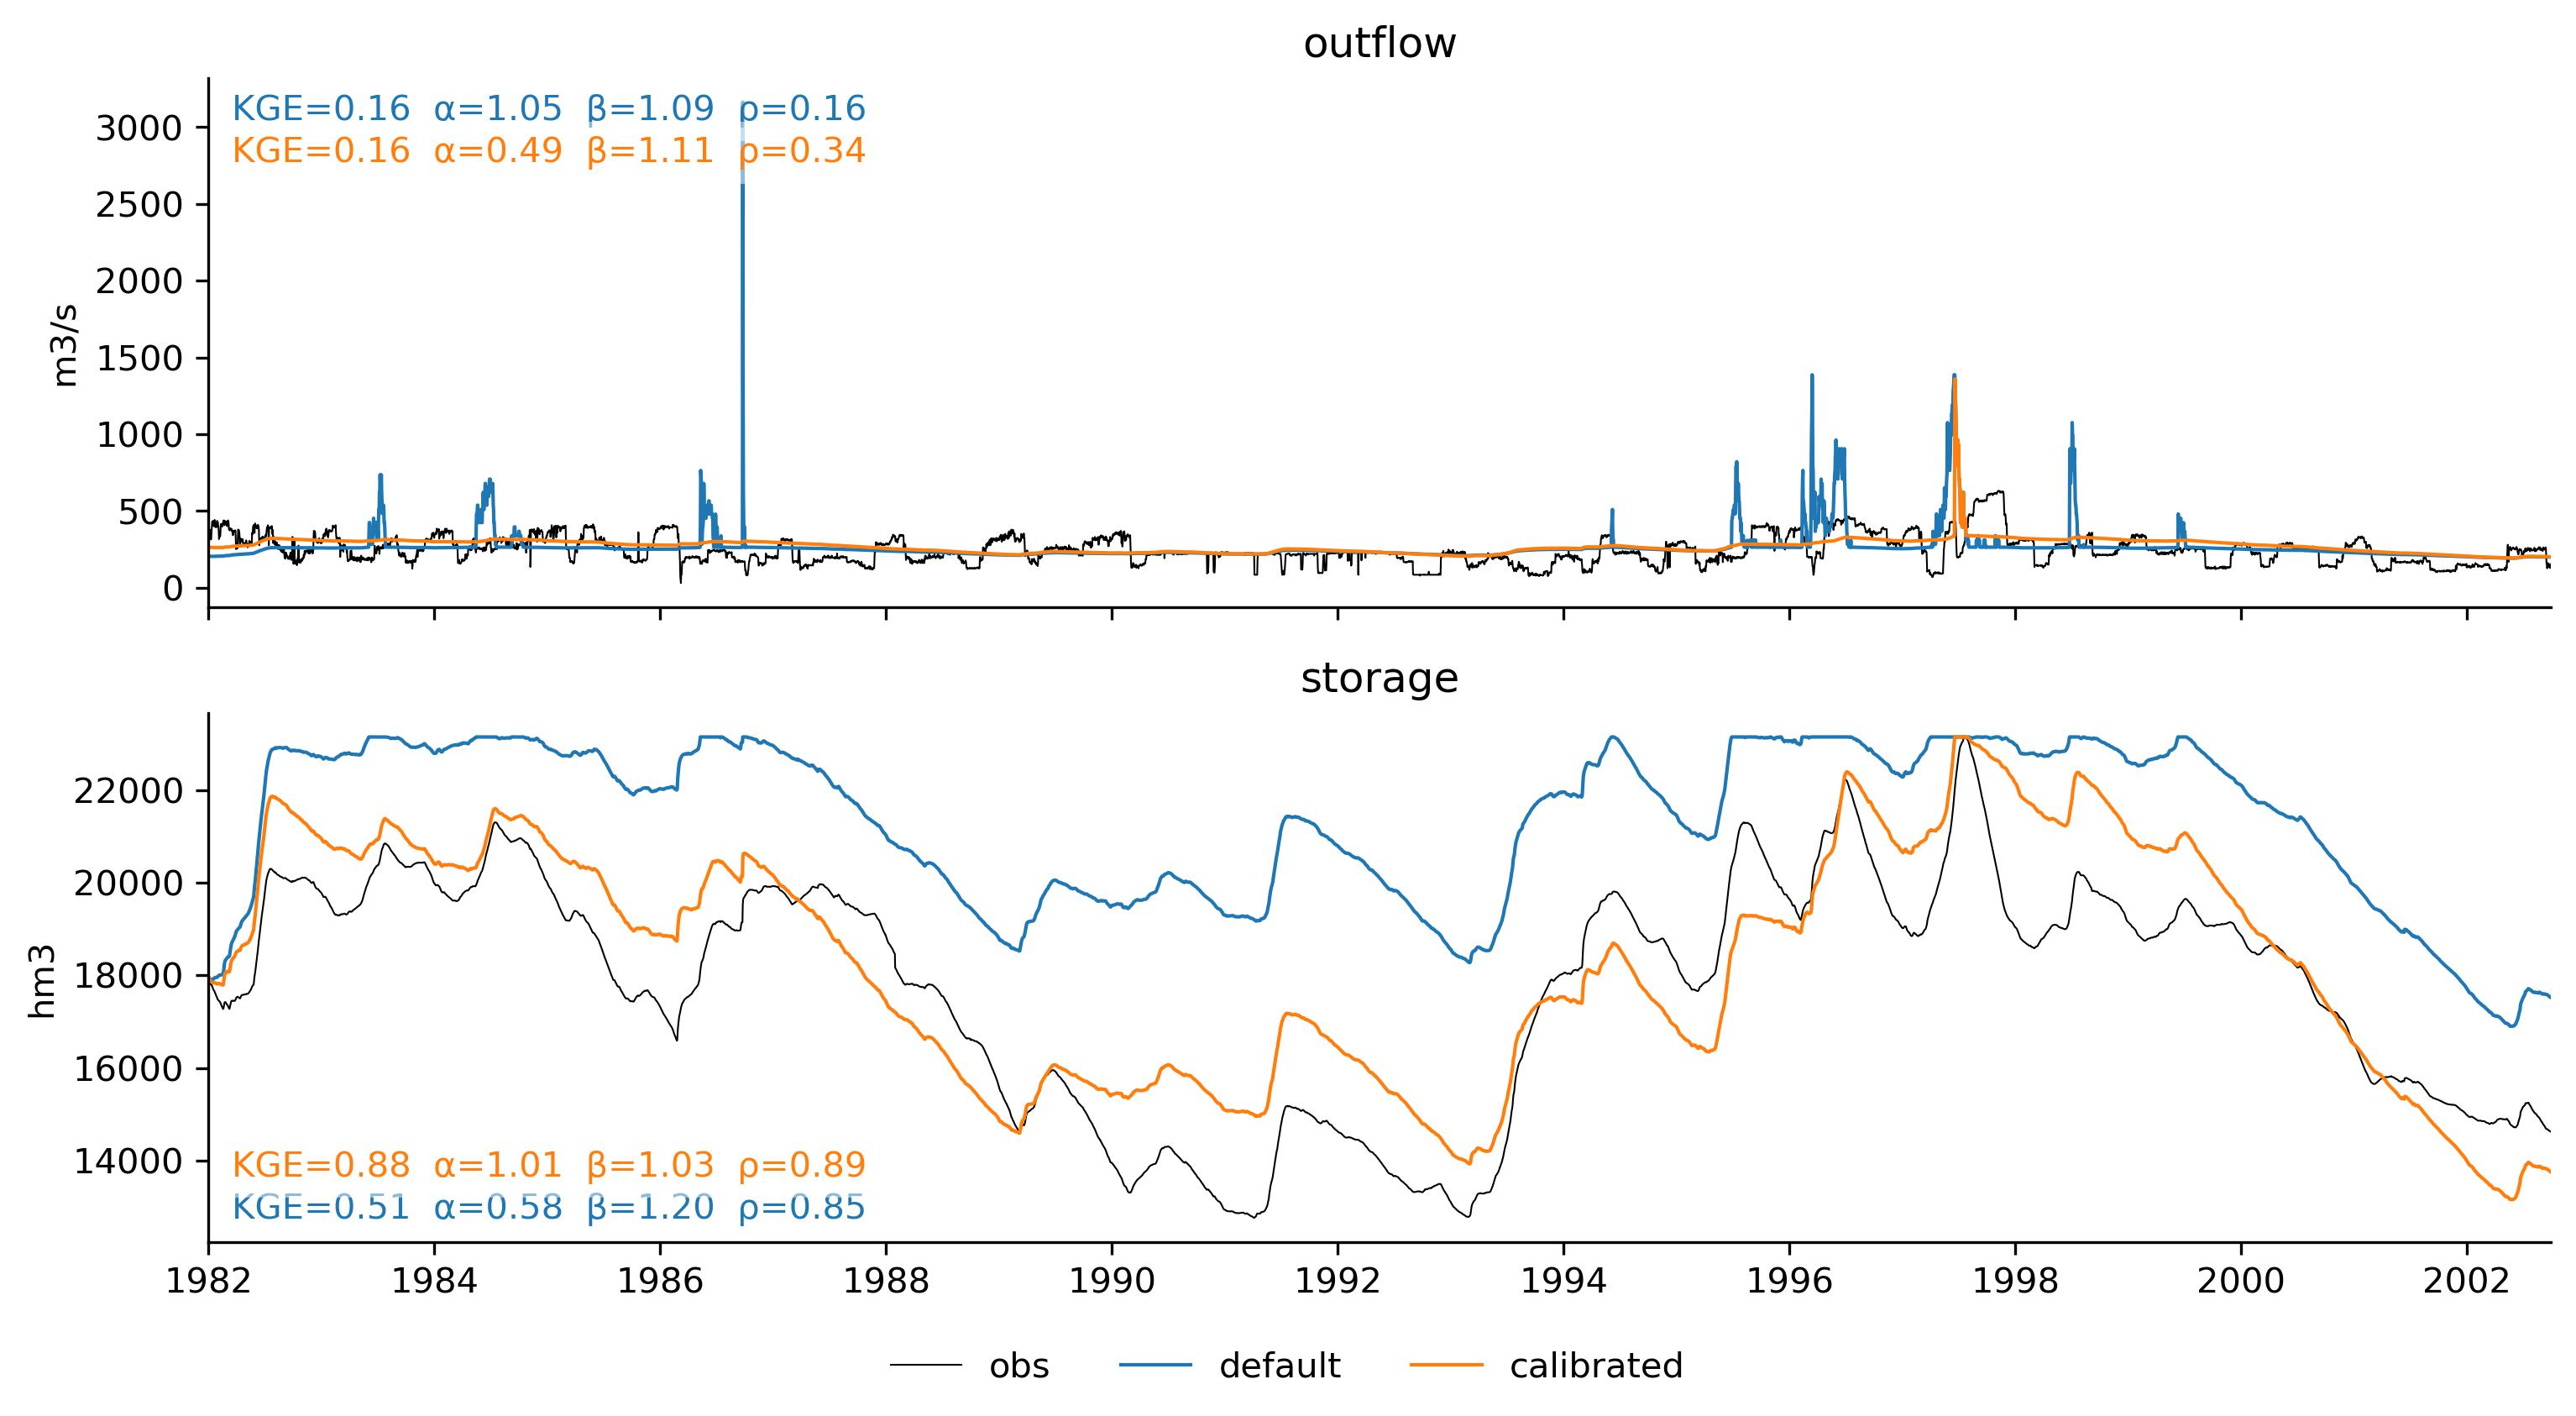 outflow
KGE=0.16 α=1.05 β=1.09 ρ=0.16
KGE=0.16 α=0.49 β=1.11 ρ=0.34
3000
2500
2000
1500
1000
500
0
m3/s
storage
22000
20000
18000
16000
14000
hm3
KGE=0.88 α=1.01 β=1.03 ρ=0.89
KGE=0.51 α=0.58 β=1.20 ρ=0.85
1982 1984 1986 1988 1990 1992 1994 1996 1998 2000 2002
obs default calibrated